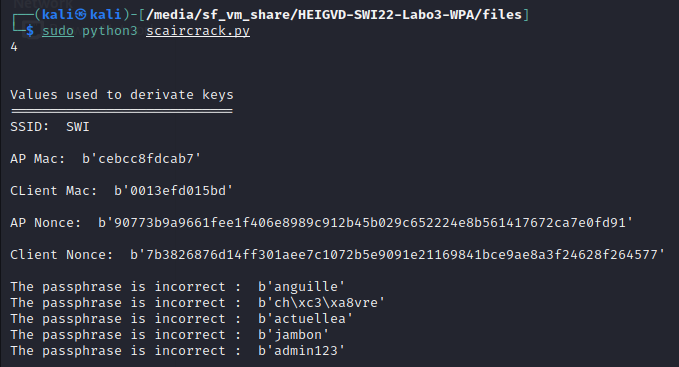 (kali㉿kali)-[/media/sf_vm_share/HEIGVD-SWI22-Labo3-WPA/files]
$ sudo python3 scaircrack.py
4
Values used to derivate keys
============================
SSID:  SWI
AP Mac:  b'cebcc8fdcab7'
CLient Mac:  b'0013efd015bd'
AP Nonce:  b'90773b9a9661fee1f406e8989c912b45b029c652224e8b561417672ca7e0fd91'
Client Nonce:  b'7b3826876d14ff301aee7c1072b5e9091e21169841bce9ae8a3f24628f264577'
The passphrase is incorrect :  b'anguille'
The passphrase is incorrect :  b'ch\xc3\xa8vre'
The passphrase is incorrect :  b'actuellea'
The passphrase is incorrect :  b'jambon'
The passphrase is incorrect :  b'admin123'